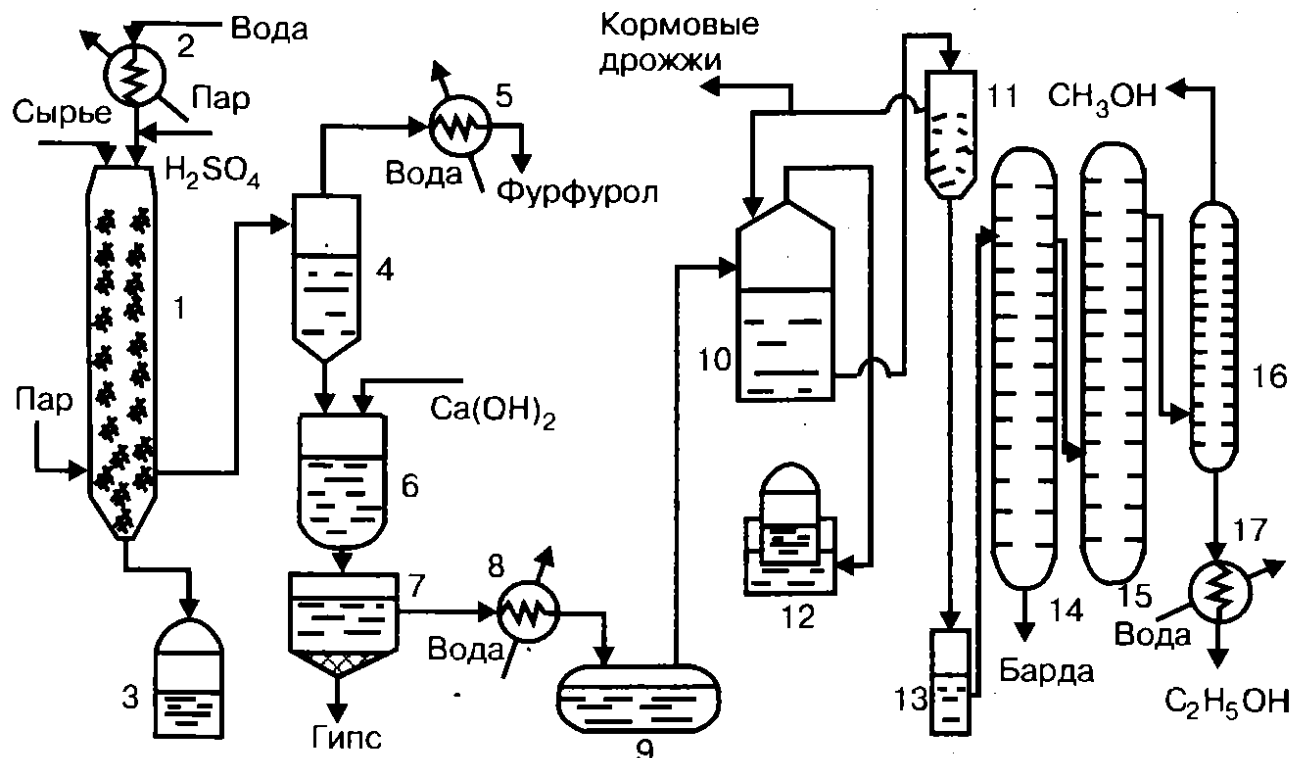 2
Вода
Пар
Сырье
H₂SO₄
1
Пар
3
5
Вода
Фурфурол
4
Ca(OH)₂
6
7
Гипс
8
Вода
9
Кормовые
дрожжи
10
12
11
13
CH₃OH
14
Барда
15
16
17
Вода
C₂H₅OH